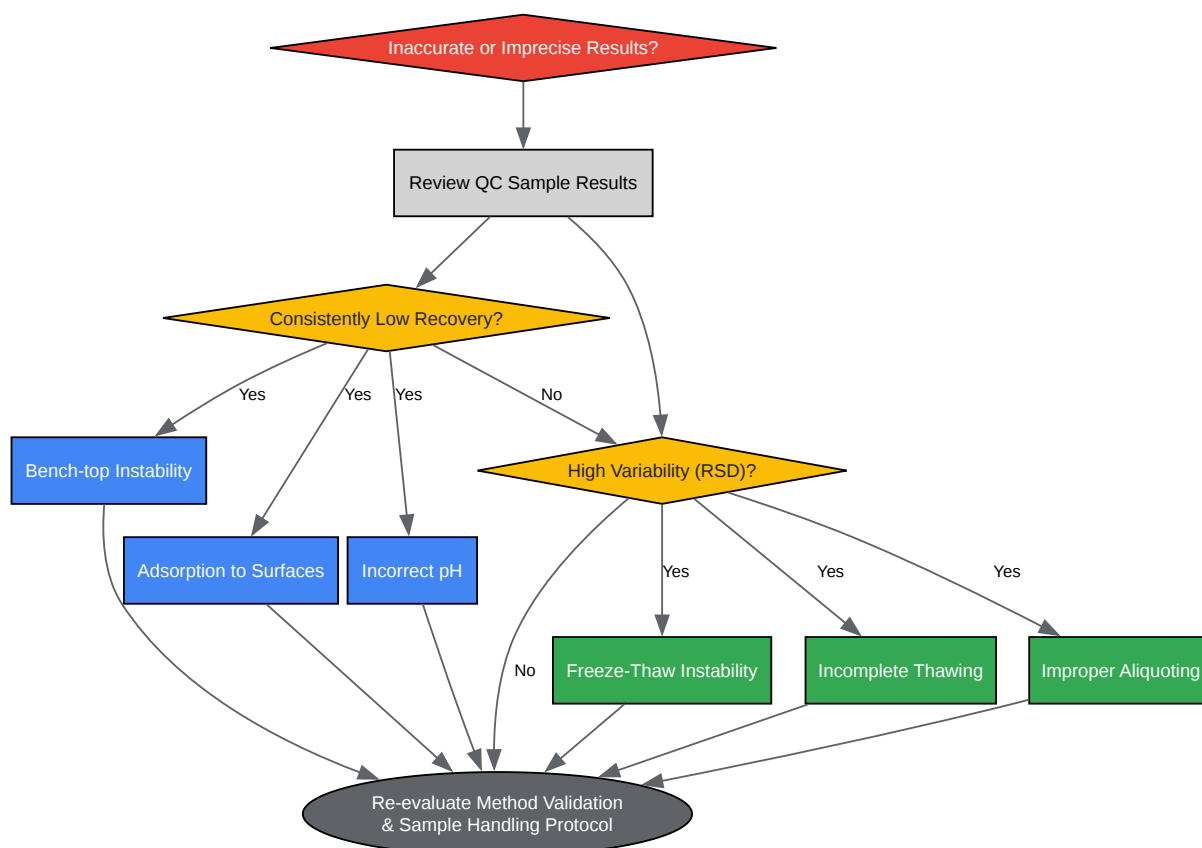 Inaccurate or Imprecise Results?
Review QC Sample Results
Consistently Low Recovery?
Yes
Yes
Yes
No
Bench-top Instability
High Variability (RSD)?
Adsorption to Surfaces
Incorrect pH
Yes
Yes
Yes
No
Freeze-Thaw Instability
Incomplete Thawing
Improper Aliquoting
Re-evaluate Method Validation
& Sample Handling Protocol